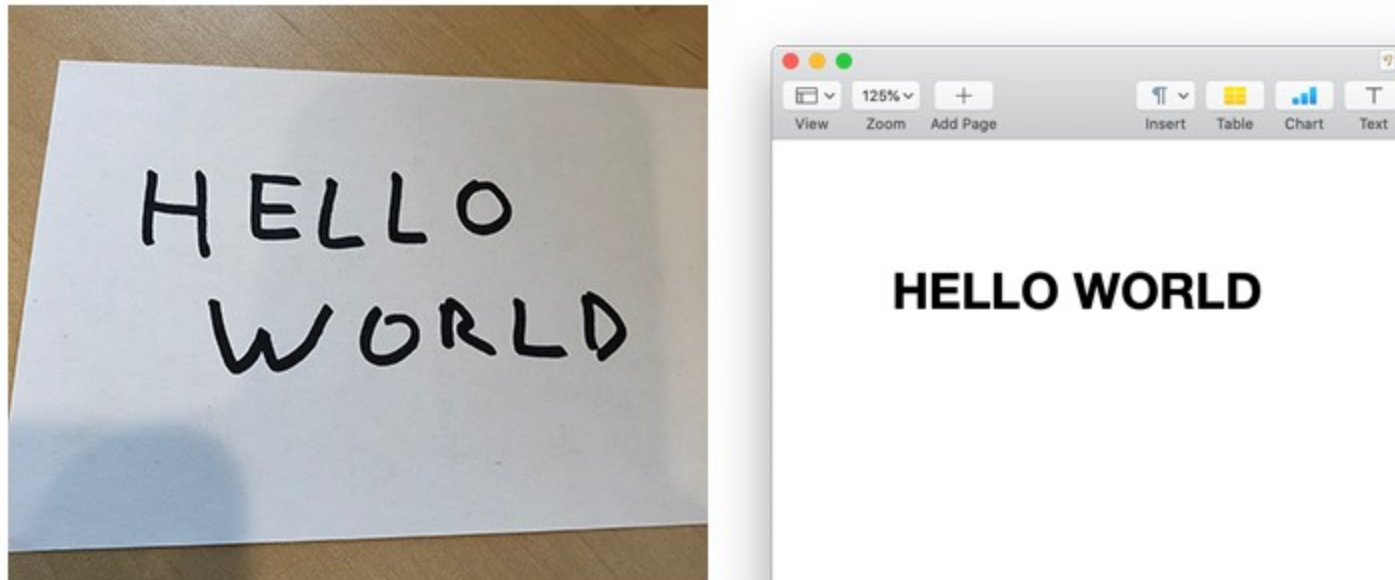 HELLO
WORLD
125%
View
Zoom
Add Page
Insert
Table
Chart
Text
HELLO WORLD